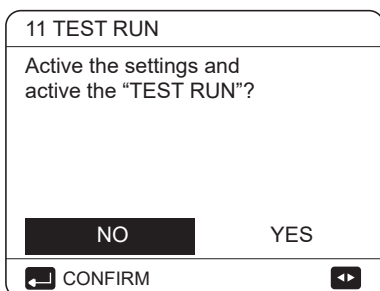 11 TEST RUN
Active the settings and
active the “TEST RUN”?
NO YES
CONFIRM